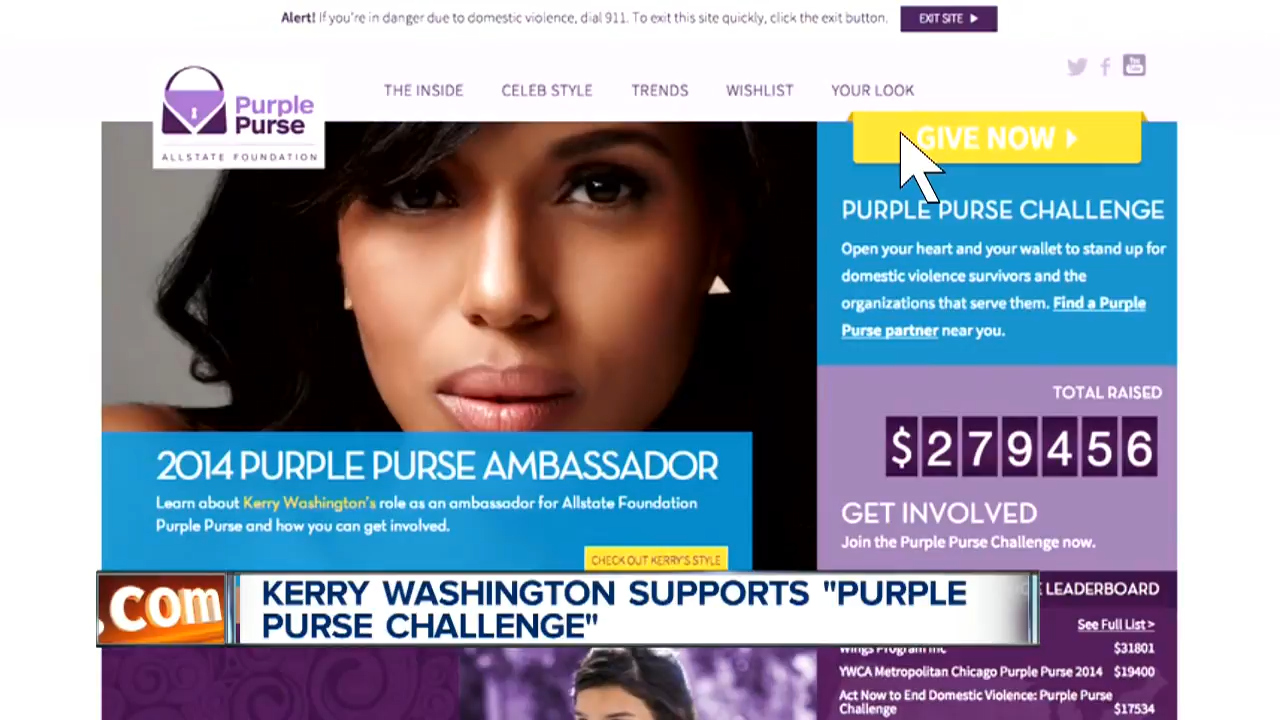 Alert! If you're in danger due to domestic violence, dial 911. To exit this site quickly, click the exit button.
EXIT SITE
THE INSIDE
CELEB STYLE
TRENDS
WISHLIST
YOUR LOOK
You
Tube
Purple
Purse
ALLSTATE FOUNDATION
GIVE NOW
PURPLE PURSE CHALLENGE
Open your heart and your wallet to stand up for
domestic violence survivors and the
organizations that serve them. Find a Purple
Purse partner near you.
TOTAL RAISED
$279456
GET INVOLVED
Join the Purple Purse Challenge now.
2014 PURPLE PURSE AMBASSADOR
Learn about Kerry Washington's role as an ambassador for Allstate Foundation
Purple Purse and how you can get involved.
CHECK OUT KERRY'S STYLE
.COM
KERRY WASHINGTON SUPPORTS "PURPLE
PURSE CHALLENGE"
LEADERBOARD
See Full List >
Wings Program Inc $31801
YWCA Metropolitan Chicago Purple Purse 2014 $19400
Act Now to End Domestic Violence: Purple Purse
Challenge $17534